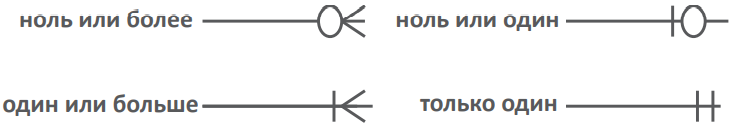 ноль или более
ноль или один
один или больше
только один